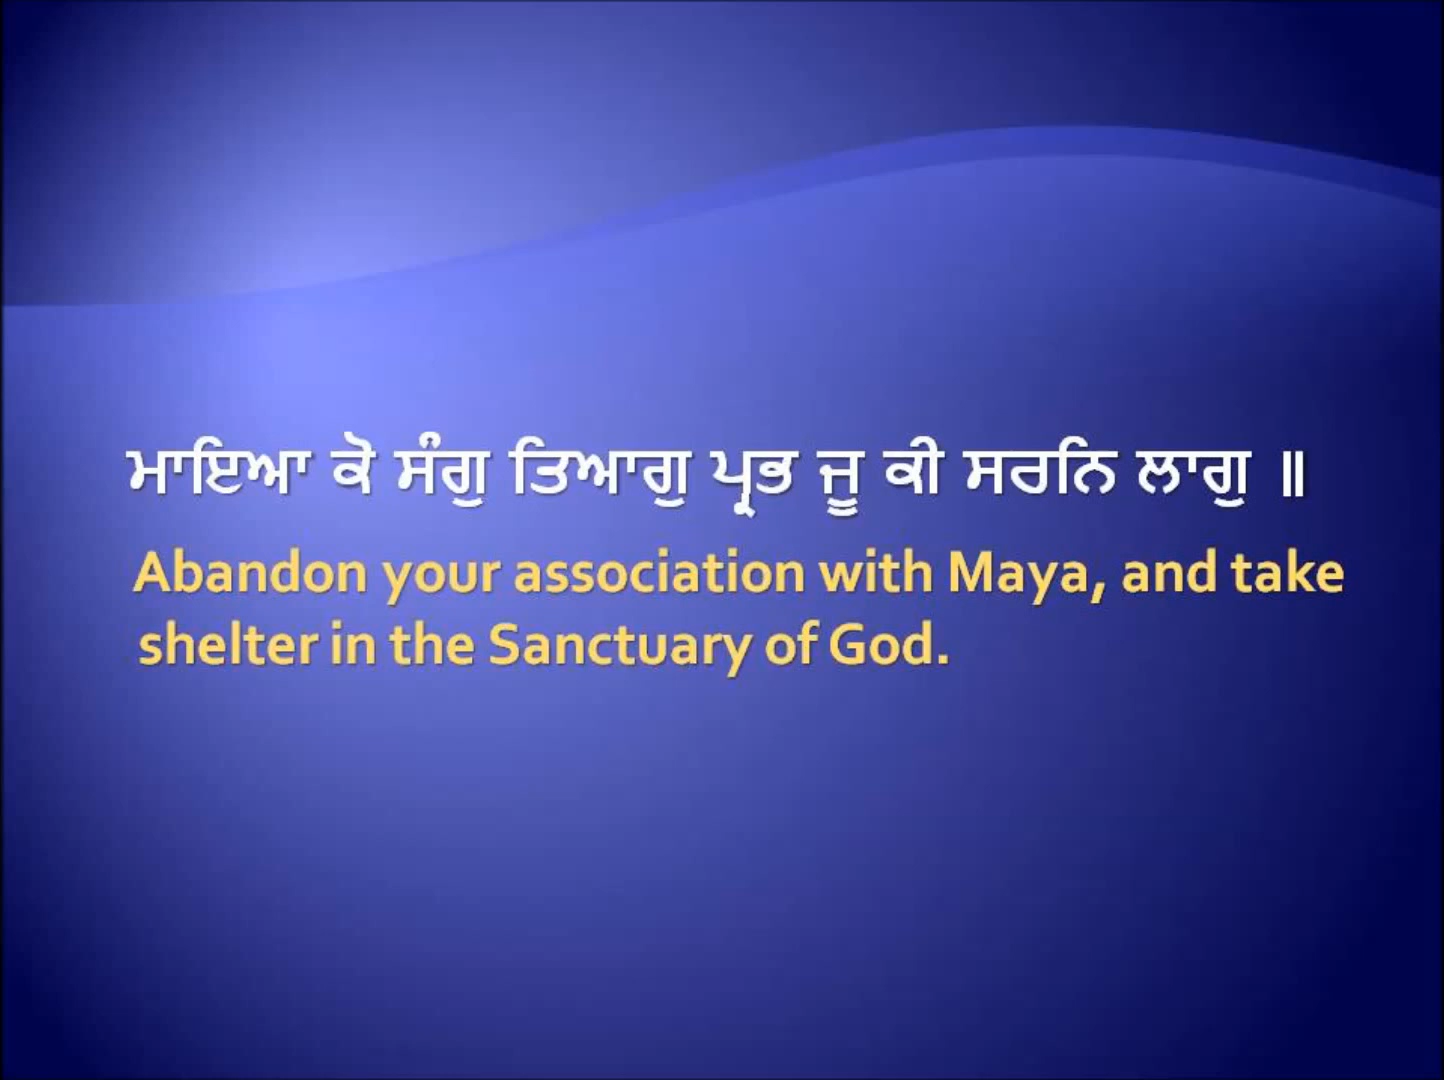 ਮਾਇਆ ਕੋ ਸੰਗੁ ਤਿਆਗੁ ਪ੍ਰਭ ਜੂ ਕੀ ਸਰਨਿ ਲਾਗੁ ॥
Abandon your association with Maya, and take
shelter in the Sanctuary of God.